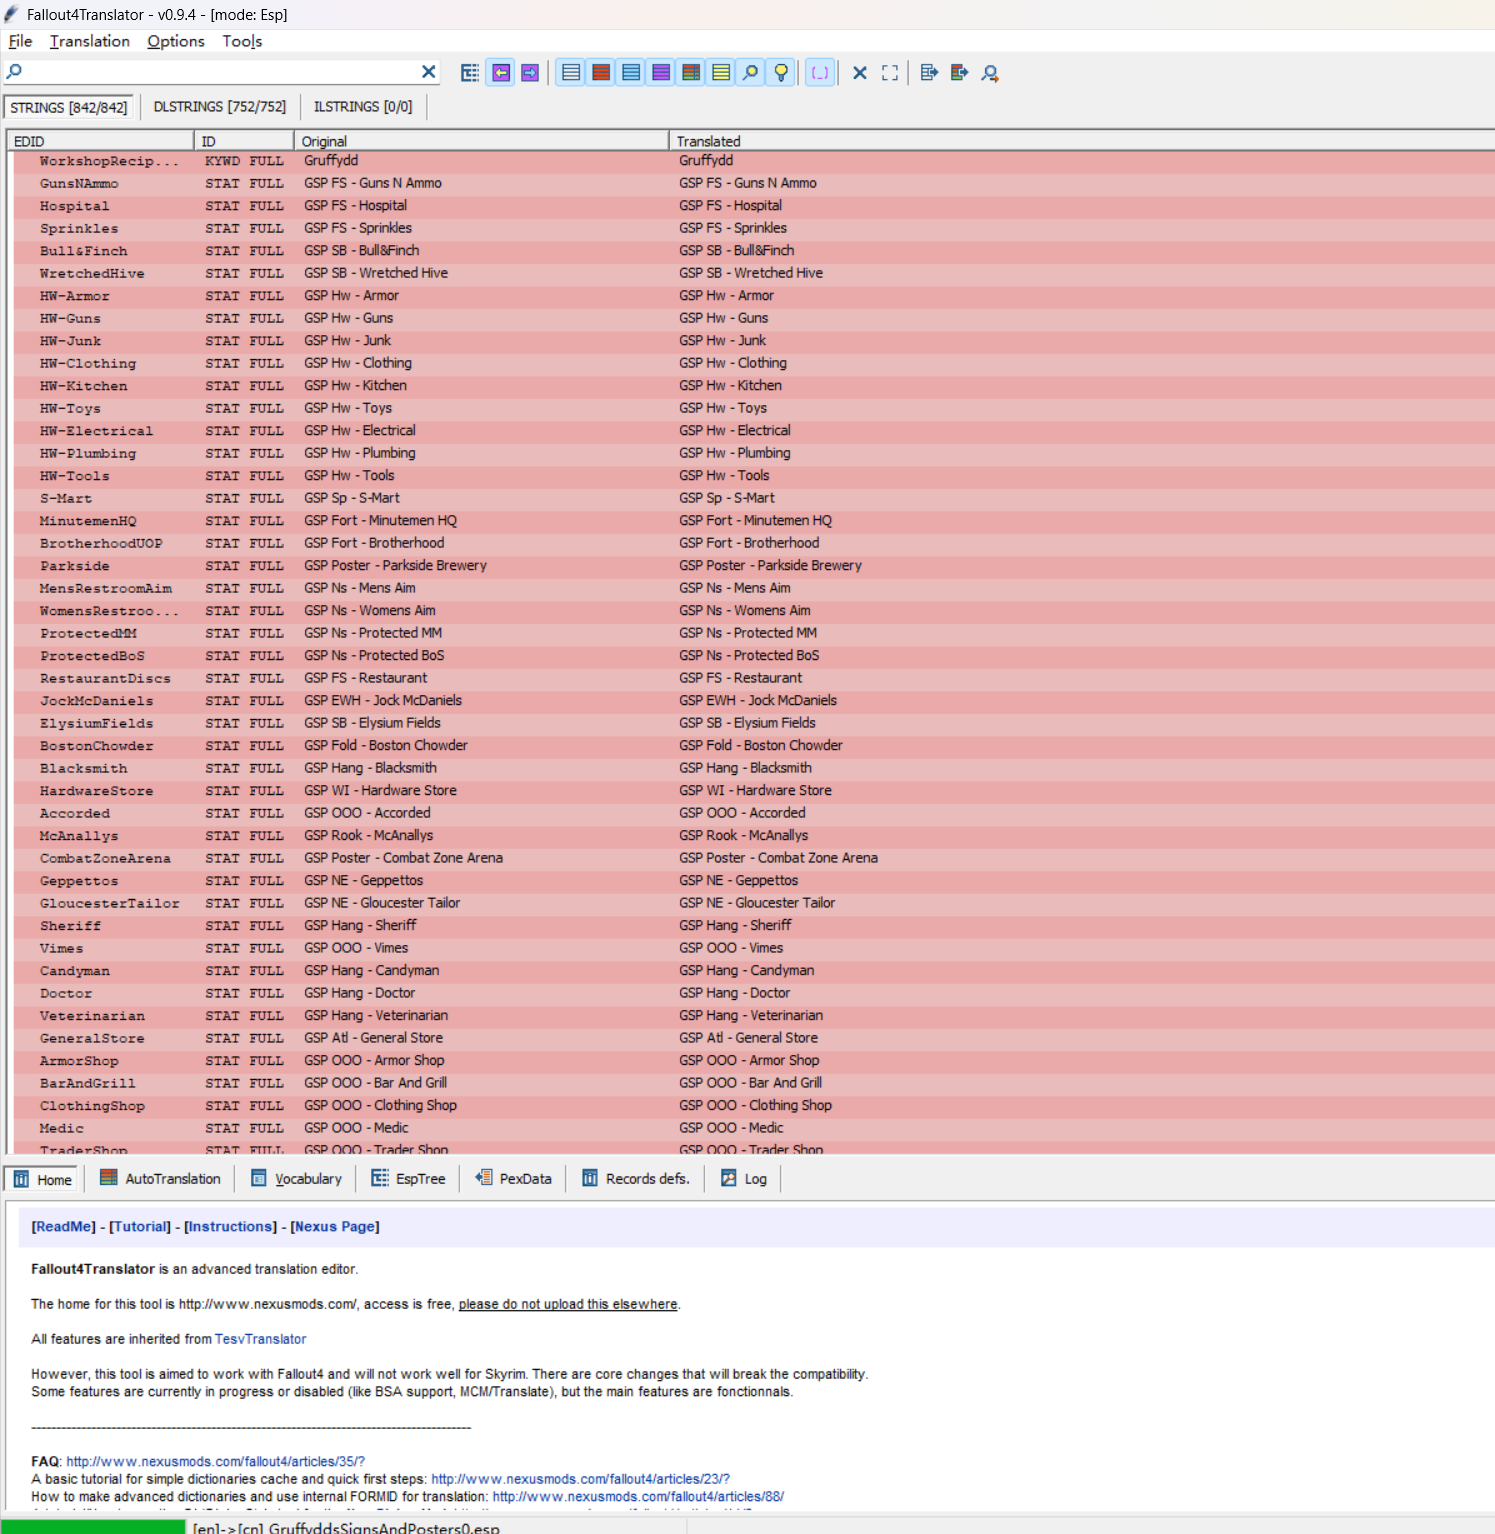 Fallout4Translator - v0.9.4 - [mode: Esp]
File Translation Options Tools
STRINGS [842/842] DLSTRINGS [752/752] ILSTRINGS [0/0]
EDID ID Original Translated
WorkshopRecip... KYWD FULL Gruffydd Gruffydd
GunsNAmmo STAT FULL GSP FS - Guns N Ammo GSP FS - Guns N Ammo
Hospital STAT FULL GSP FS - Hospital GSP FS - Hospital
Sprinkles STAT FULL GSP FS - Sprinkles GSP FS - Sprinkles
Bull&Finch STAT FULL GSP SB - Bull&Finch GSP SB - Bull&Finch
WretchedHive STAT FULL GSP SB - Wretched Hive GSP SB - Wretched Hive
HW-Armor STAT FULL GSP Hw - Armor GSP Hw - Armor
HW-Guns STAT FULL GSP Hw - Guns GSP Hw - Guns
HW-Junk STAT FULL GSP Hw - Junk GSP Hw - Junk
HW-Clothing STAT FULL GSP Hw - Clothing GSP Hw - Clothing
HW-Kitchen STAT FULL GSP Hw - Kitchen GSP Hw - Kitchen
HW-Toys STAT FULL GSP Hw - Toys GSP Hw - Toys
HW-Electrical STAT FULL GSP Hw - Electrical GSP Hw - Electrical
HW-Plumbing STAT FULL GSP Hw - Plumbing GSP Hw - Plumbing
HW-Tools STAT FULL GSP Hw - Tools GSP Hw - Tools
S-Mart STAT FULL GSP Sp - S-Mart GSP Sp - S-Mart
MinutemenHQ STAT FULL GSP Fort - Minutemen HQ GSP Fort - Minutemen HQ
BrotherhoodUOP STAT FULL GSP Fort - Brotherhood GSP Fort - Brotherhood
Parkside STAT FULL GSP Poster - Parkside Brewery GSP Poster - Parkside Brewery
MensRestroomAim STAT FULL GSP Ns - Mens Aim GSP Ns - Mens Aim
WomensRestroo... STAT FULL GSP Ns - Womens Aim GSP Ns - Womens Aim
ProtectedMM STAT FULL GSP Ns - Protected MM GSP Ns - Protected MM
ProtectedBoS STAT FULL GSP Ns - Protected BoS GSP Ns - Protected BoS
RestaurantDiscs STAT FULL GSP FS - Restaurant GSP FS - Restaurant
JockMcDaniels STAT FULL GSP EWH - Jock McDaniels GSP EWH - Jock McDaniels
ElysiumFields STAT FULL GSP SB - Elysium Fields GSP SB - Elysium Fields
BostonChowder STAT FULL GSP Fold - Boston Chowder GSP Fold - Boston Chowder
Blacksmith STAT FULL GSP Hang - Blacksmith GSP Hang - Blacksmith
HardwareStore STAT FULL GSP WI - Hardware Store GSP WI - Hardware Store
Accorded STAT FULL GSP OOO - Accorded GSP OOO - Accorded
McAnallys STAT FULL GSP Rook - McAnallys GSP Rook - McAnallys
CombatZoneArena STAT FULL GSP Poster - Combat Zone Arena GSP Poster - Combat Zone Arena
Geppettos STAT FULL GSP NE - Geppettos GSP NE - Geppettos
GloucesterTailor STAT FULL GSP NE - Gloucester Tailor GSP NE - Gloucester Tailor
Sheriff STAT FULL GSP Hang - Sheriff GSP Hang - Sheriff
Vimes STAT FULL GSP OOO - Vimes GSP OOO - Vimes
Candyman STAT FULL GSP Hang - Candyman GSP Hang - Candyman
Doctor STAT FULL GSP Hang - Doctor GSP Hang - Doctor
Veterinarian STAT FULL GSP Hang - Veterinarian GSP Hang - Veterinarian
GeneralStore STAT FULL GSP Atl - General Store GSP Atl - General Store
ArmorShop STAT FULL GSP OOO - Armor Shop GSP OOO - Armor Shop
BarAndGrill STAT FULL GSP OOO - Bar And Grill GSP OOO - Bar And Grill
ClothingShop STAT FULL GSP OOO - Clothing Shop GSP OOO - Clothing Shop
Medic STAT FULL GSP OOO - Medic GSP OOO - Medic
TraderShop STAT FULL GSP OOO - Trader Shop GSP OOO - Trader Shop
Home AutoTranslation Vocabulary EspTree PexData Records defs. Log
[ReadMe] - [Tutorial] - [Instructions] - [Nexus Page]
Fallout4Translator is an advanced translation editor.
The home for this tool is http://www.nexusmods.com/, access is free, please do not upload this elsewhere.
All features are inherited from TesvTranslator
However, this tool is aimed to work with Fallout4 and will not work well for Skyrim. There are core changes that will break the compatibility.
Some features are currently in progress or disabled (like BSA support, MCM/Translate), but the main features are fonctionnals.
FAQ: http://www.nexusmods.com/fallout4/articles/35/?
A basic tutorial for simple dictionaries cache and quick first steps: http://www.nexusmods.com/fallout4/articles/23/?
How to make advanced dictionaries and use internal FORMID for translation: http://www.nexusmods.com/fallout4/articles/88/
[en]->[cn] GruffyddsSignsAndPosters0.esp